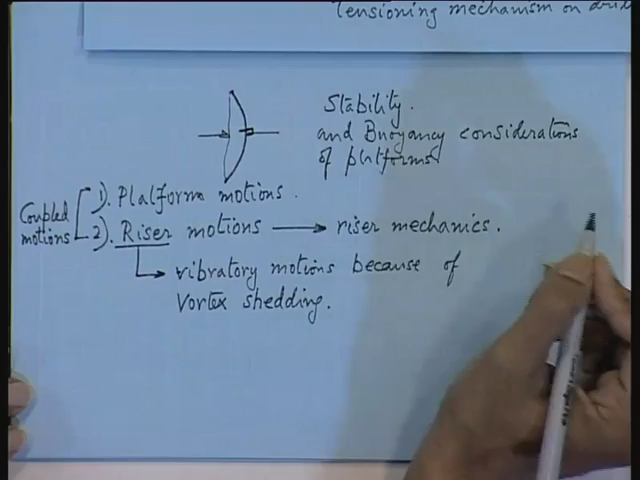 Tensioning mechanism on
Stability.
and Buoyancy considerations
of platforms
Coupled motions
1). Platform motions.
2). Riser motions → riser mechanics.
vibratory motions because of
Vortex shedding.